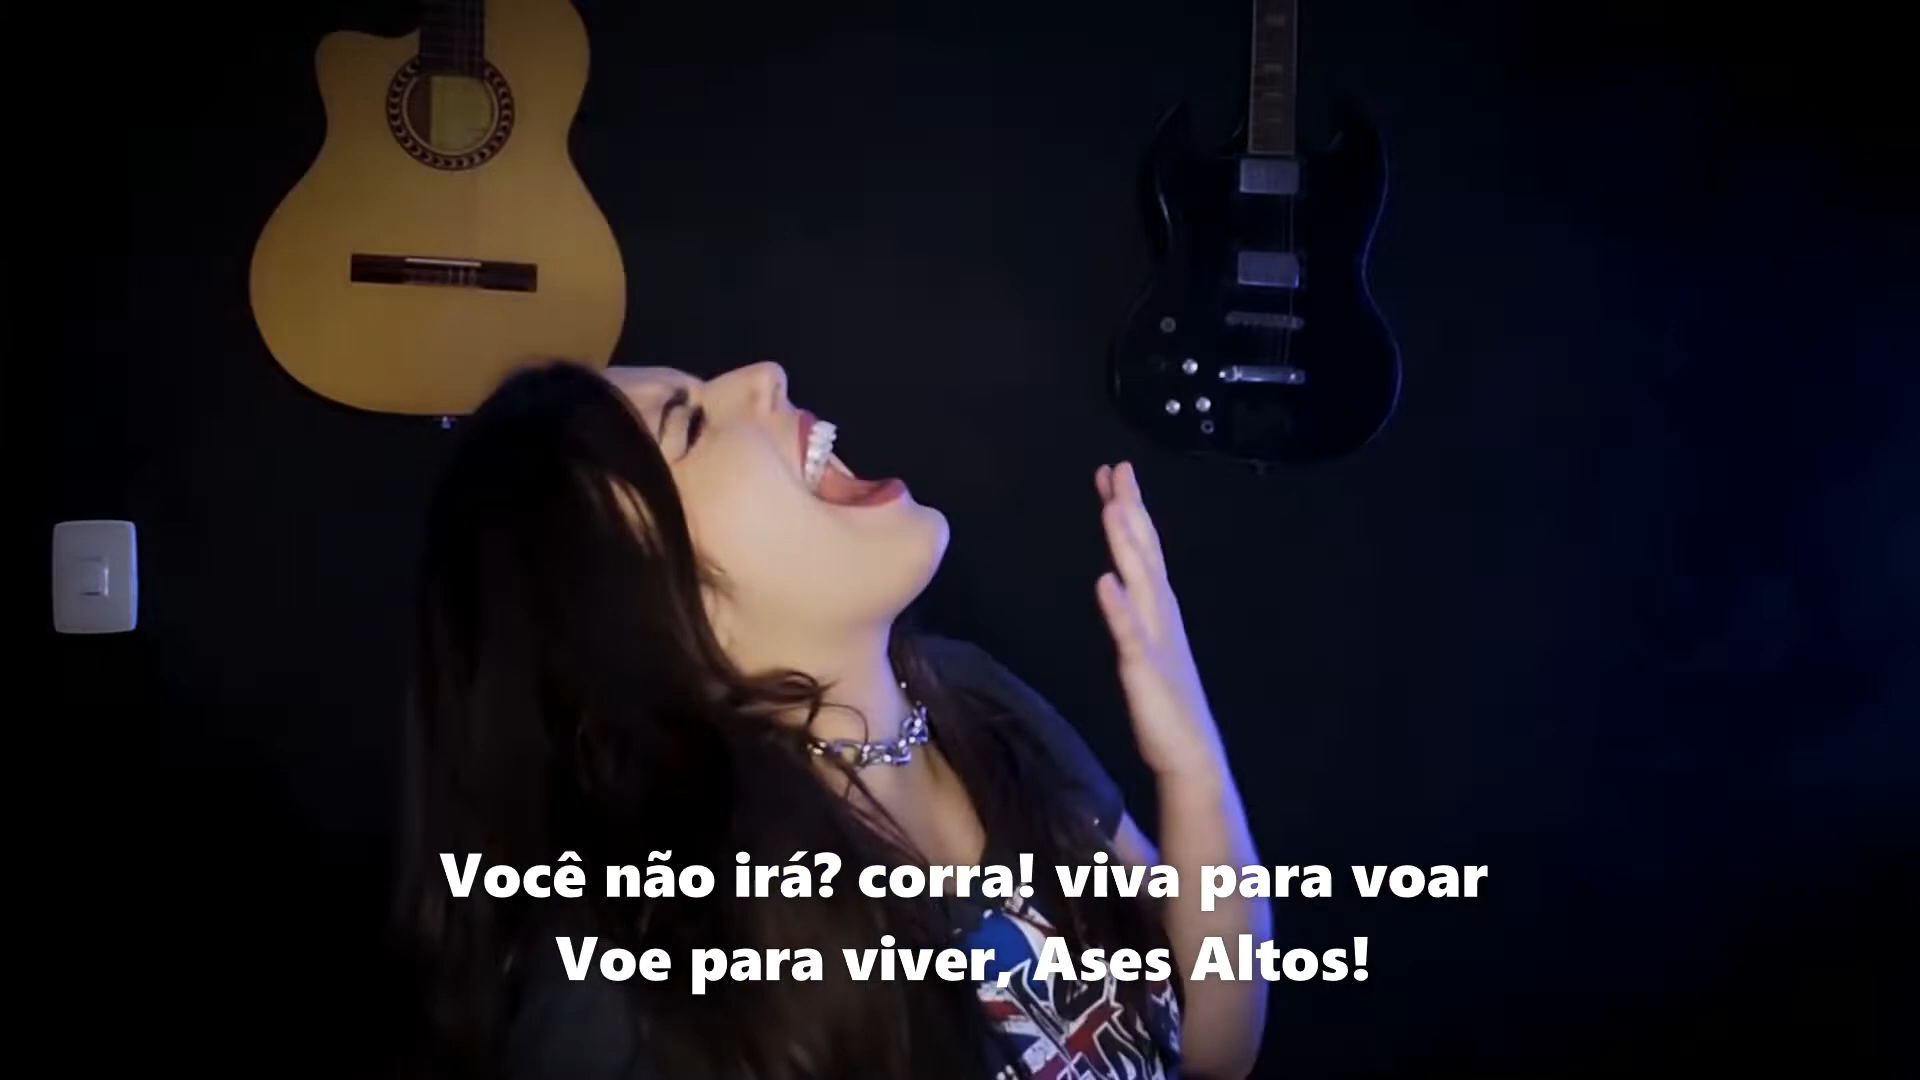 Você não irá? corra! viva para voar
Voe para viver, Ases Altos!